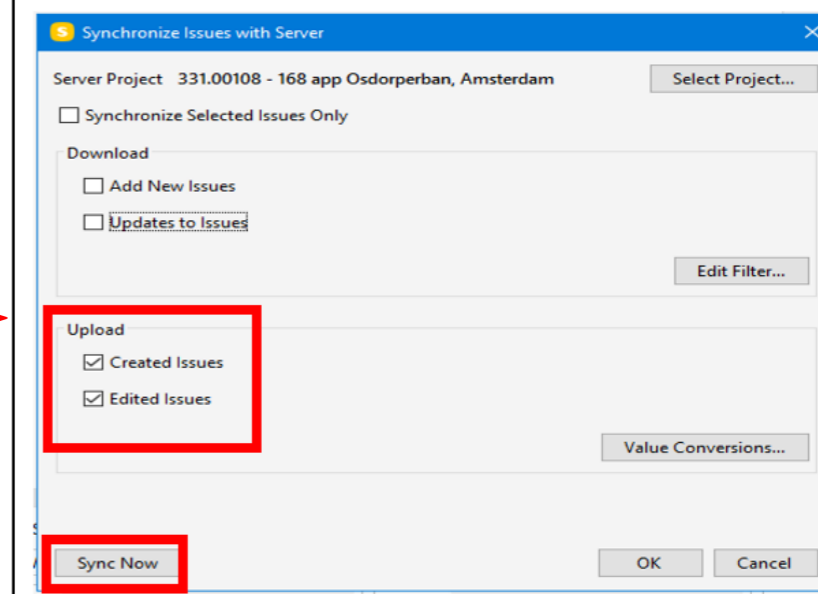 S Synchronize Issues with Server
Server Project 331.00108 - 168 app Osdorperban, Amsterdam Select Project...
Synchronize Selected Issues Only
Download
Add New Issues
Updates to Issues
Edit Filter...
Upload
Created Issues
Edited Issues
Value Conversions...
Sync Now OK Cancel